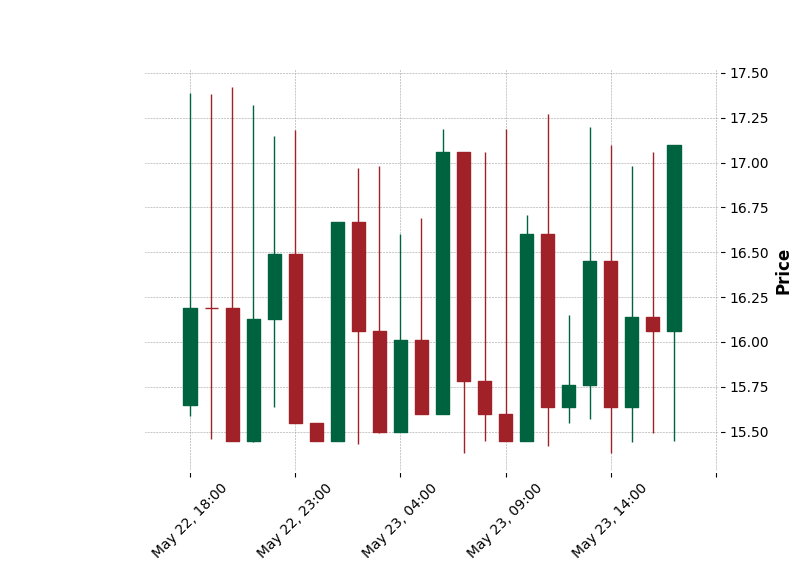 17.50
17.25
17.00
16.75
16.50
16.25
16.00
15.75
15.50
Price
May 22, 18:00
May 22, 23:00
May 23, 04:00
May 23, 09:00
May 23, 14:00